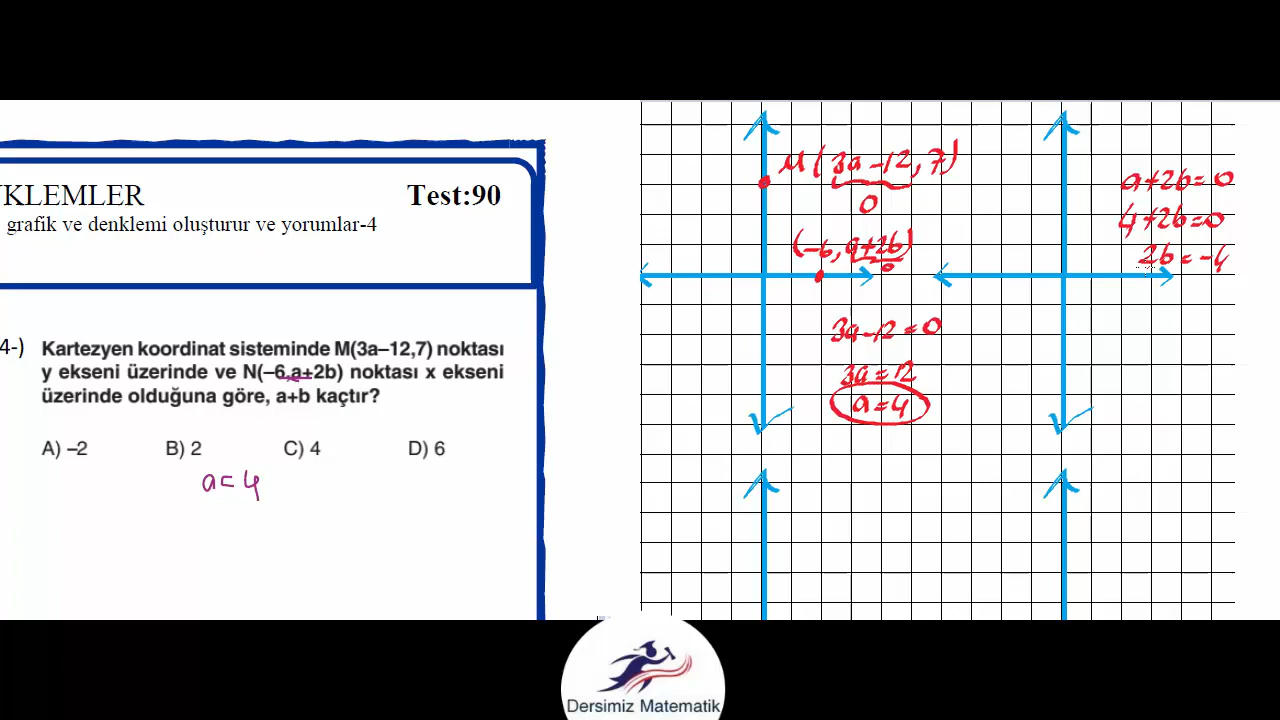 KLEMLER Test:90
grafik ve denklemi oluşturur ve yorumlar-4
4-) Kartezyen koordinat sisteminde M(3a–12,7) noktası
y ekseni üzerinde ve N(–6,a+2b) noktası x ekseni
üzerinde olduğuna göre, a+b kaçtır?
A) –2 B) 2 C) 4 D) 6
a=4
M(3a-12,7)
0
(-6,a+2b)
0
3a-12=0
3a=12
a=4
a+2b=0
4+2b=0
2b=-4
Dersimiz Matematik